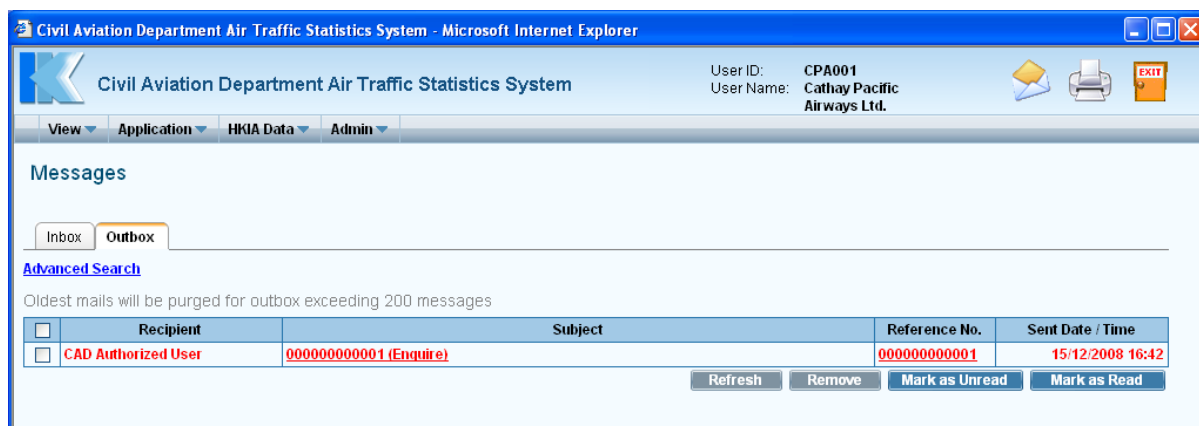 Civil Aviation Department Air Traffic Statistics System - Microsoft Internet Explorer
Civil Aviation Department Air Traffic Statistics System
User ID: CPA001
User Name: Cathay Pacific
Airways Ltd.
EXIT
View Application HKIA Data Admin
Messages
Inbox Outbox
Advanced Search
Oldest mails will be purged for outbox exceeding 200 messages
Recipient Subject Reference No. Sent Date / Time
CAD Authorized User 000000000001 (Enquire) 000000000001 15/12/2008 16:42
Refresh Remove Mark as Unread Mark as Read